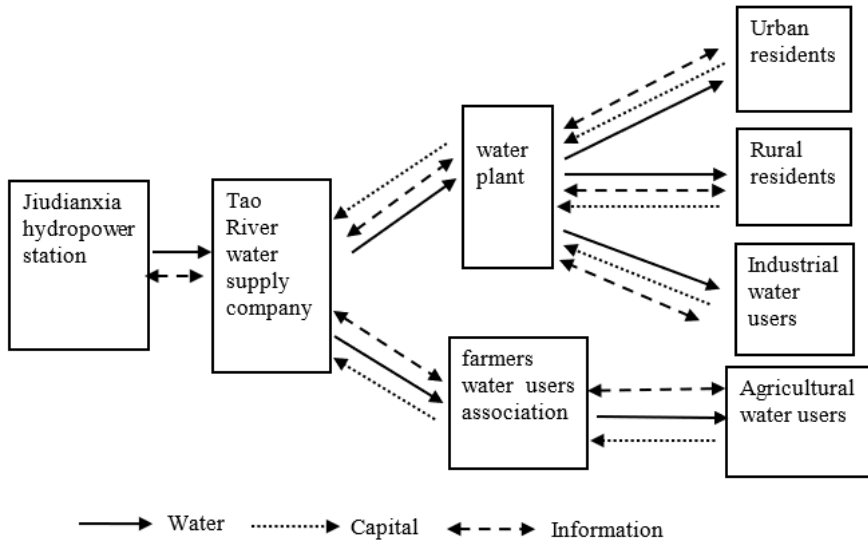 Urban
residents
water
plant
Rural
residents
Jiudianxia
hydropower
station
Tao
River
water
supply
company
Industrial
water
users
farmers
water users
association
Agricultural
water users
Water
Capital
Information